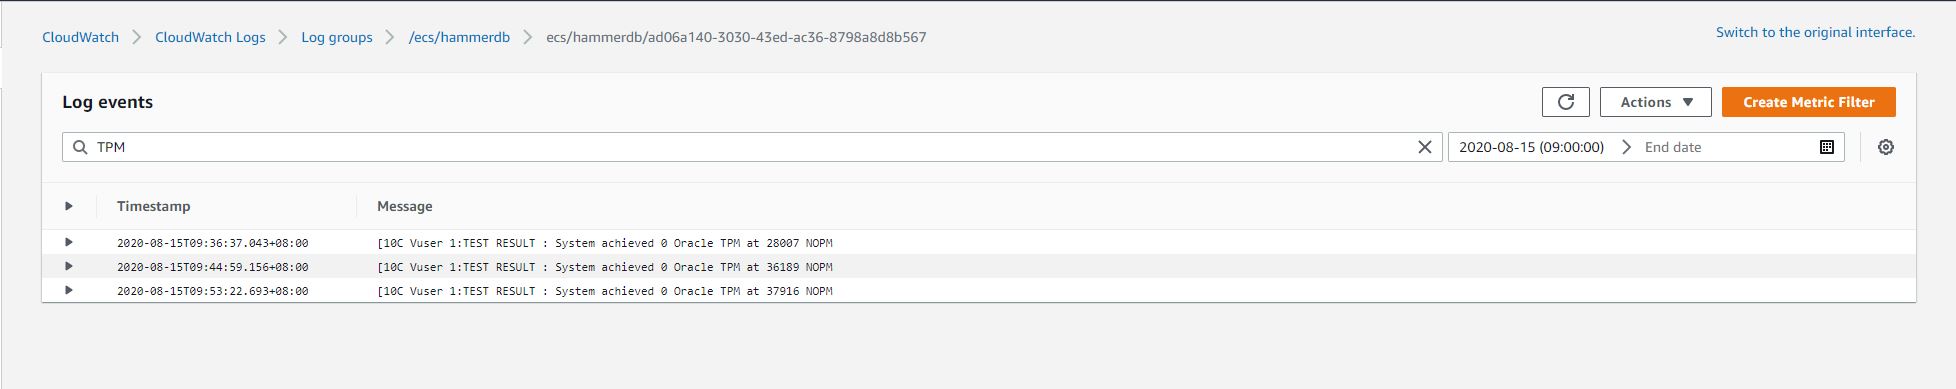 CloudWatch > CloudWatch Logs > Log groups > /ecs/hammerdb > ecs/hammerdb/ad06a140-3030-43ed-ac36-8798a8d8b567
Switch to the original interface.
Log events
Actions
Create Metric Filter
TPM
2020-08-15 (09:00:00) > End date
Timestamp Message
2020-08-15T09:36:37.043+08:00 [10C Vuser 1:TEST RESULT : System achieved 0 Oracle TPM at 28007 NOPM
2020-08-15T09:44:59.156+08:00 [10C Vuser 1:TEST RESULT : System achieved 0 Oracle TPM at 36189 NOPM
2020-08-15T09:53:22.693+08:00 [10C Vuser 1:TEST RESULT : System achieved 0 Oracle TPM at 37916 NOPM